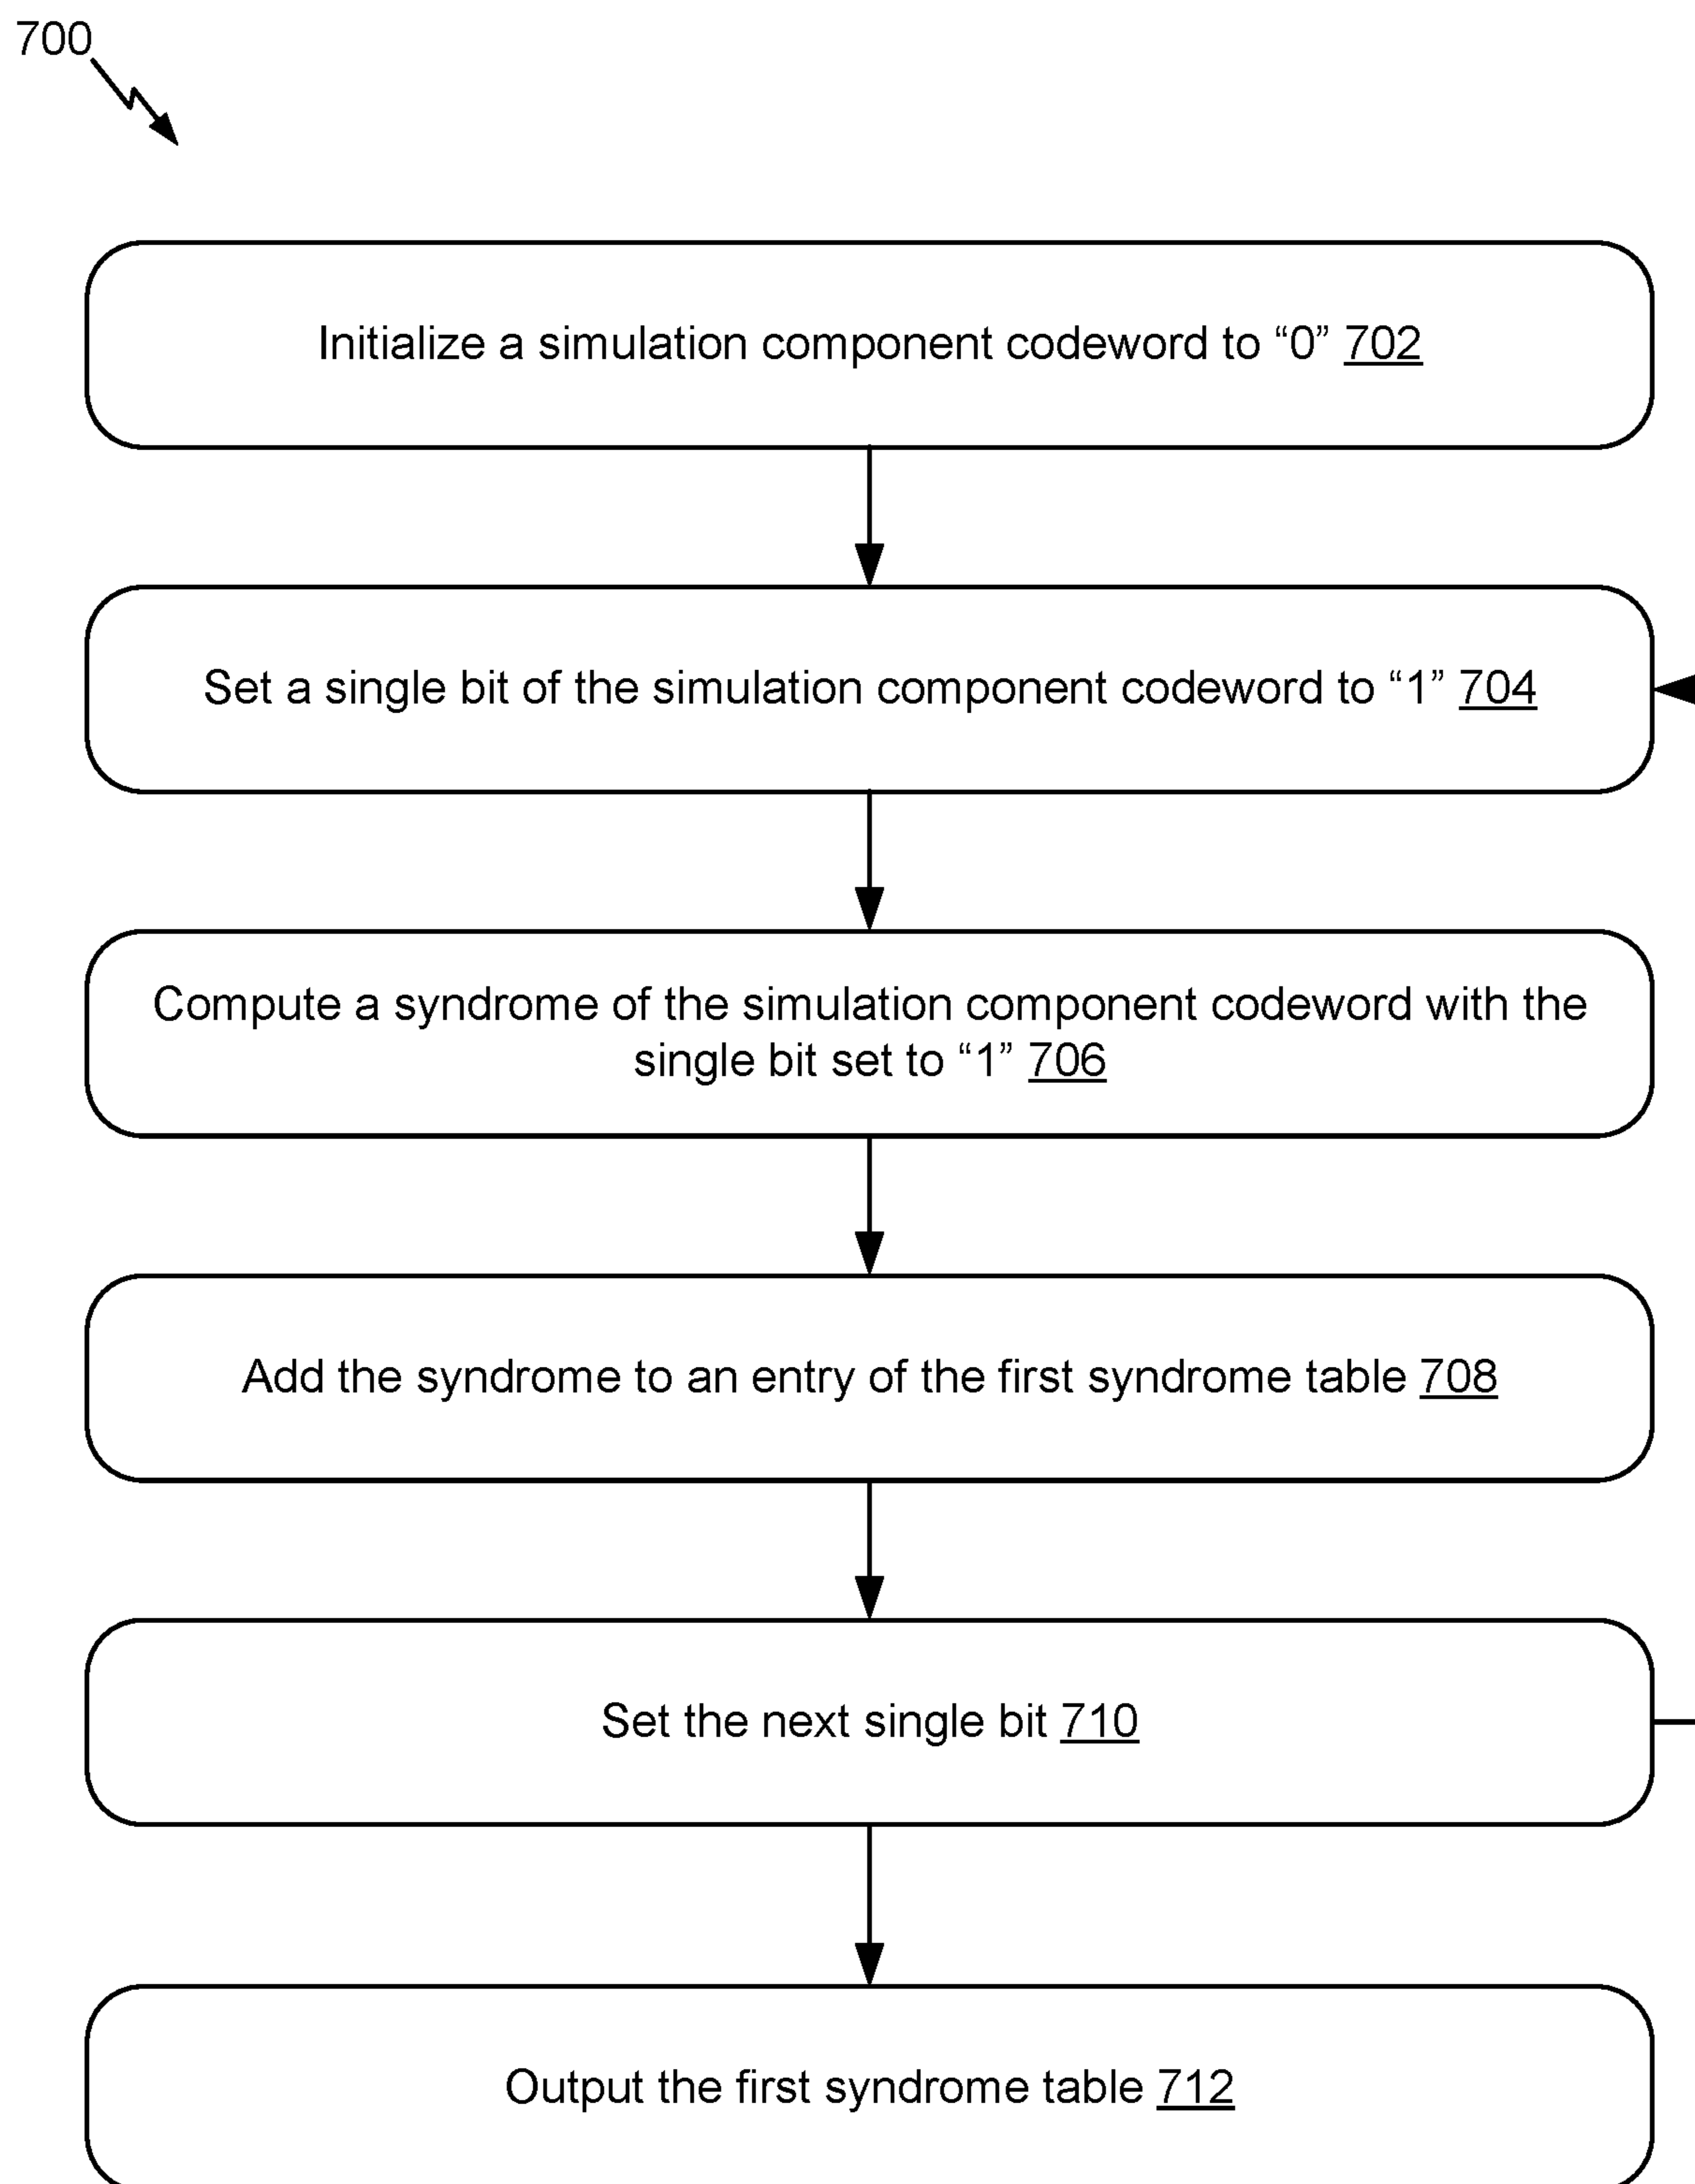 700
Initialize a simulation component codeword to “0” 702
Set a single bit of the simulation component codeword to “1” 704
Compute a syndrome of the simulation component codeword with the
single bit set to “1” 706
Add the syndrome to an entry of the first syndrome table 708
Set the next single bit 710
Output the first syndrome table 712